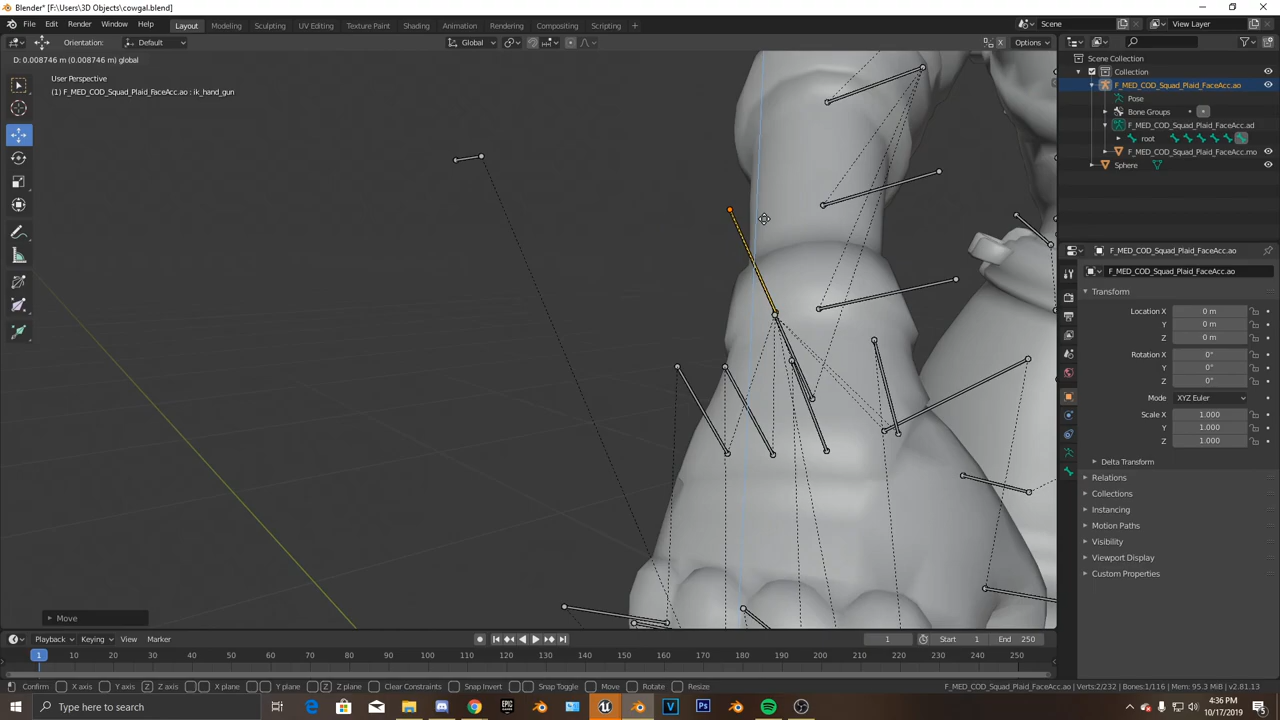 Blender* [F:\Users\3D Objects\cowgal.blend]
File Edit Render Window Help Layout Modeling Sculpting UV Editing Texture Paint Shading Animation Rendering Compositing Scripting + Scene View Layer
Orientation: Default Global Options
D: 0.008746 m (0.008746 m) global
User Perspective
(1) F_MED_COD_Squad_Plaid_FaceAcc.ao : ik_hand_gun
Scene Collection
Collection
F_MED_COD_Squad_Plaid_FaceAcc.ao
Pose
Bone Groups
F_MED_COD_Squad_Plaid_FaceAcc.ad
root
F_MED_COD_Squad_Plaid_FaceAcc.mo
Sphere
F_MED_COD_Squad_Plaid_FaceAcc.ao
F_MED_COD_Squad_Plaid_FaceAcc.ao
Transform
Location X 0 m
Y 0 m
Z 0 m
Rotation X 0°
Y 0°
Z 0°
Mode XYZ Euler
Scale X 1.000
Y 1.000
Z 1.000
Delta Transform
Relations
Collections
Instancing
Motion Paths
Visibility
Viewport Display
Custom Properties
Move
Playback Keying View Marker 1 Start 1 End 250
1 10 20 30 40 50 60 70 80 90 100 110 120 130 140 150 160 170 180 190 200 210 220 230 240 250
Confirm X axis Y axis Z Z axis X plane Y plane Z Z plane Clear Constraints Snap Invert Snap Toggle Move Rotate Resize F_MED_COD_Squad_Plaid_FaceAcc.ao | Verts:2/232 | Bones:1/116 | Mem: 95.3 MiB | v2.81.13
Type here to search 4:36 PM
10/17/2019